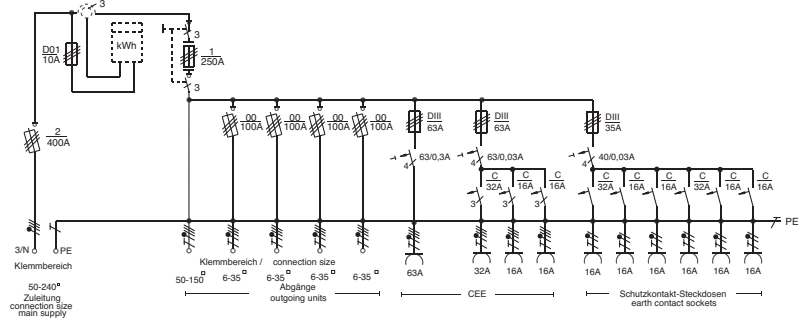 3
D01
10A
kWh
3
1
250A
3
2
400A
00
100A
00
100A
00
100A
00
100A
DIII
63A
DIII
63A
DIII
35A
63/0,3A
4
63/0,03A
4
40/0,03A
4
C
32A
C
16A
C
16A
C
32A
C
16A
C
16A
C
32A
C
16A
C
16A
3
3
3
PE
3/N
PE
Klemmbereich
50-240
Zuleitung
connection size
main supply
Klemmbereich / connection size
50-150
6-35
6-35
6-35
6-35
Abgänge
outgoing units
63A
32A
16A
16A
CEE
16A
16A
16A
16A
16A
16A
Schutzkontakt-Steckdosen
earth contact sockets